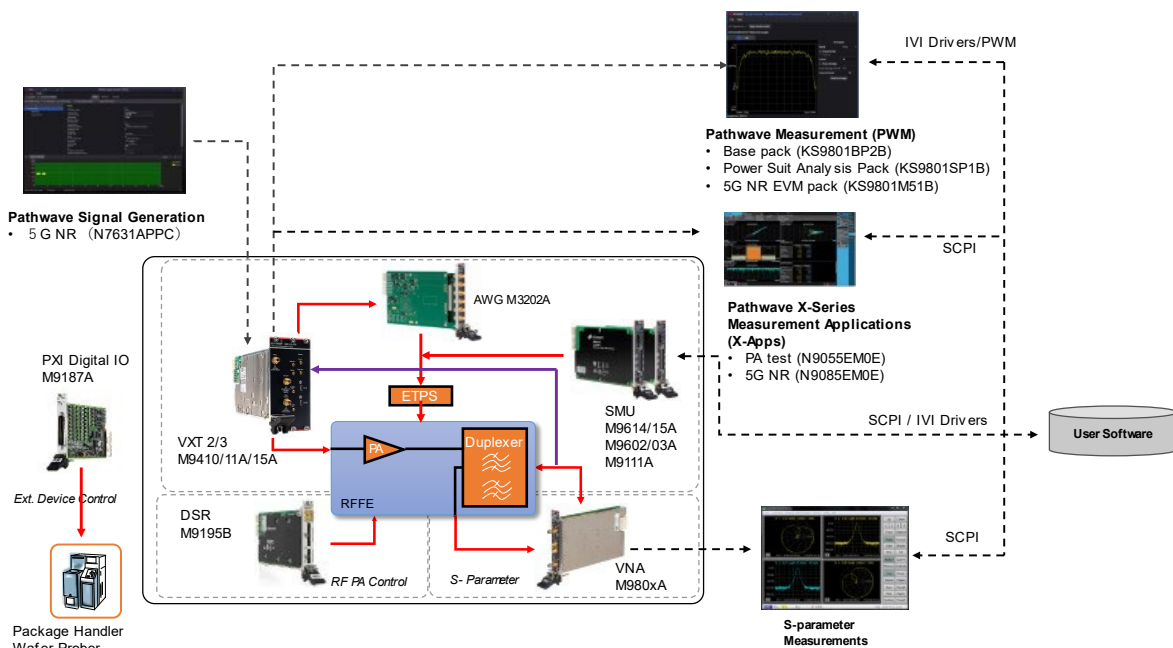 IVI Drivers/PWM
Pathwave Measurement (PWM)
• Base pack (KS9801BP2B)
• Power Suit Analysis Pack (KS9801SP1B)
• 5G NR EVM pack (KS9801M51B)
Pathwave Signal Generation
• 5 G NR （N7631APPC）
SCPI
AWG M3202A
Pathwave X-Series
Measurement Applications
(X-Apps)
• PA test (N9055EM0E)
• 5G NR (N9085EM0E)
PXI Digital IO
M9187A
ETPS
SMU
M9614/15A
M9602/03A
M9111A
SCPI / IVI Drivers
User Software
VXT 2/3
M9410/11A/15A
PA
Duplexer
RFFE
Ext. Device Control
DSR
M9195B
RF PA Control
S- Parameter
VNA
M980xA
SCPI
S-parameter
Measurements
Package Handler
Wafer Prober